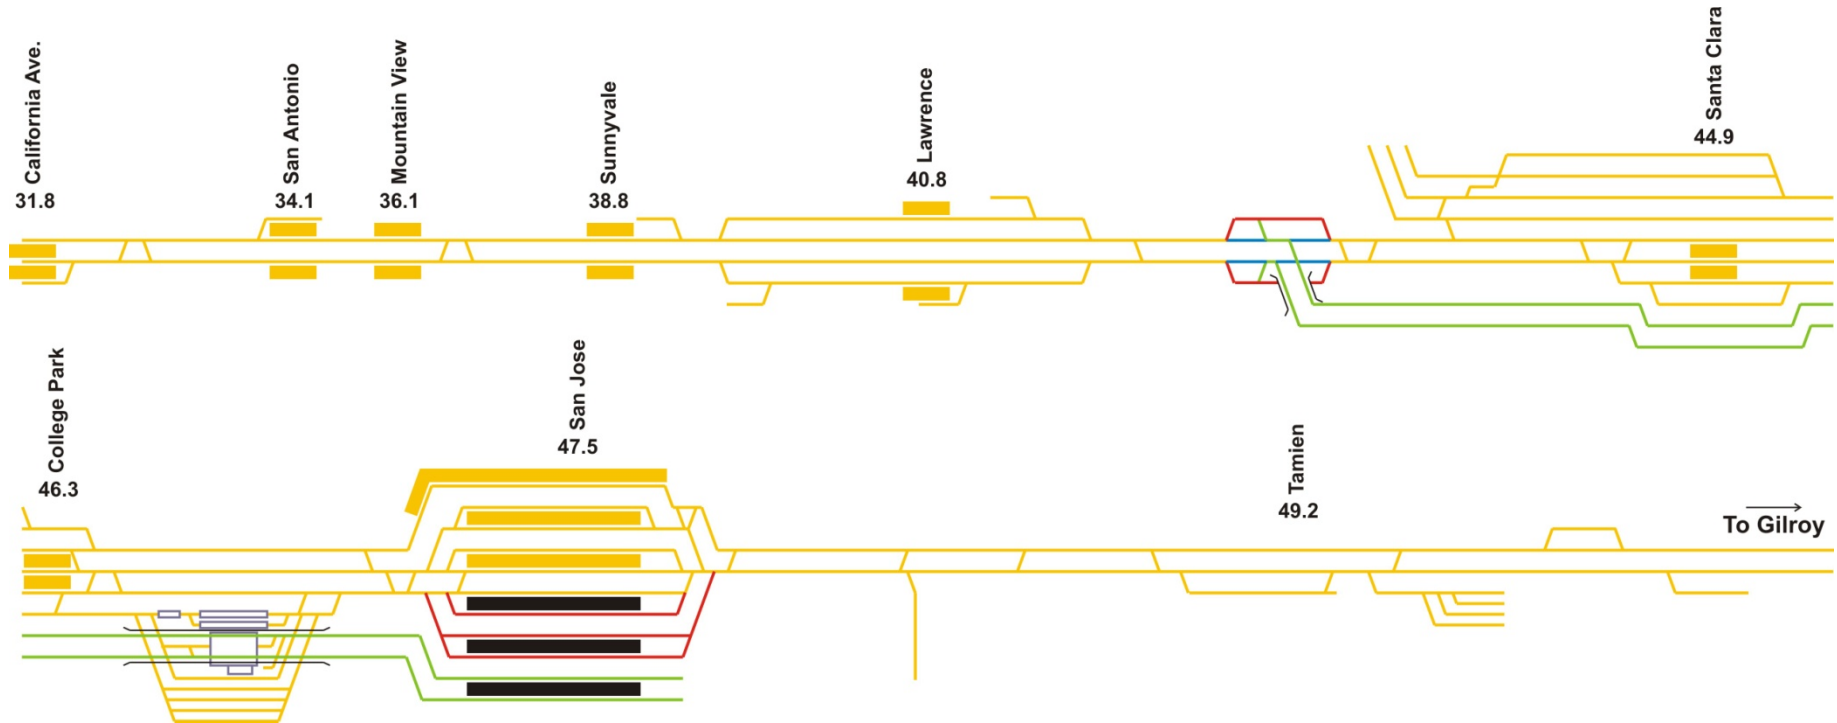 California Ave.
31.8
San Antonio
34.1
Mountain View
36.1
Sunnyvale
38.8
Lawrence
40.8
Santa Clara
44.9
College Park
46.3
San Jose
47.5
Tamien
49.2
To Gilroy